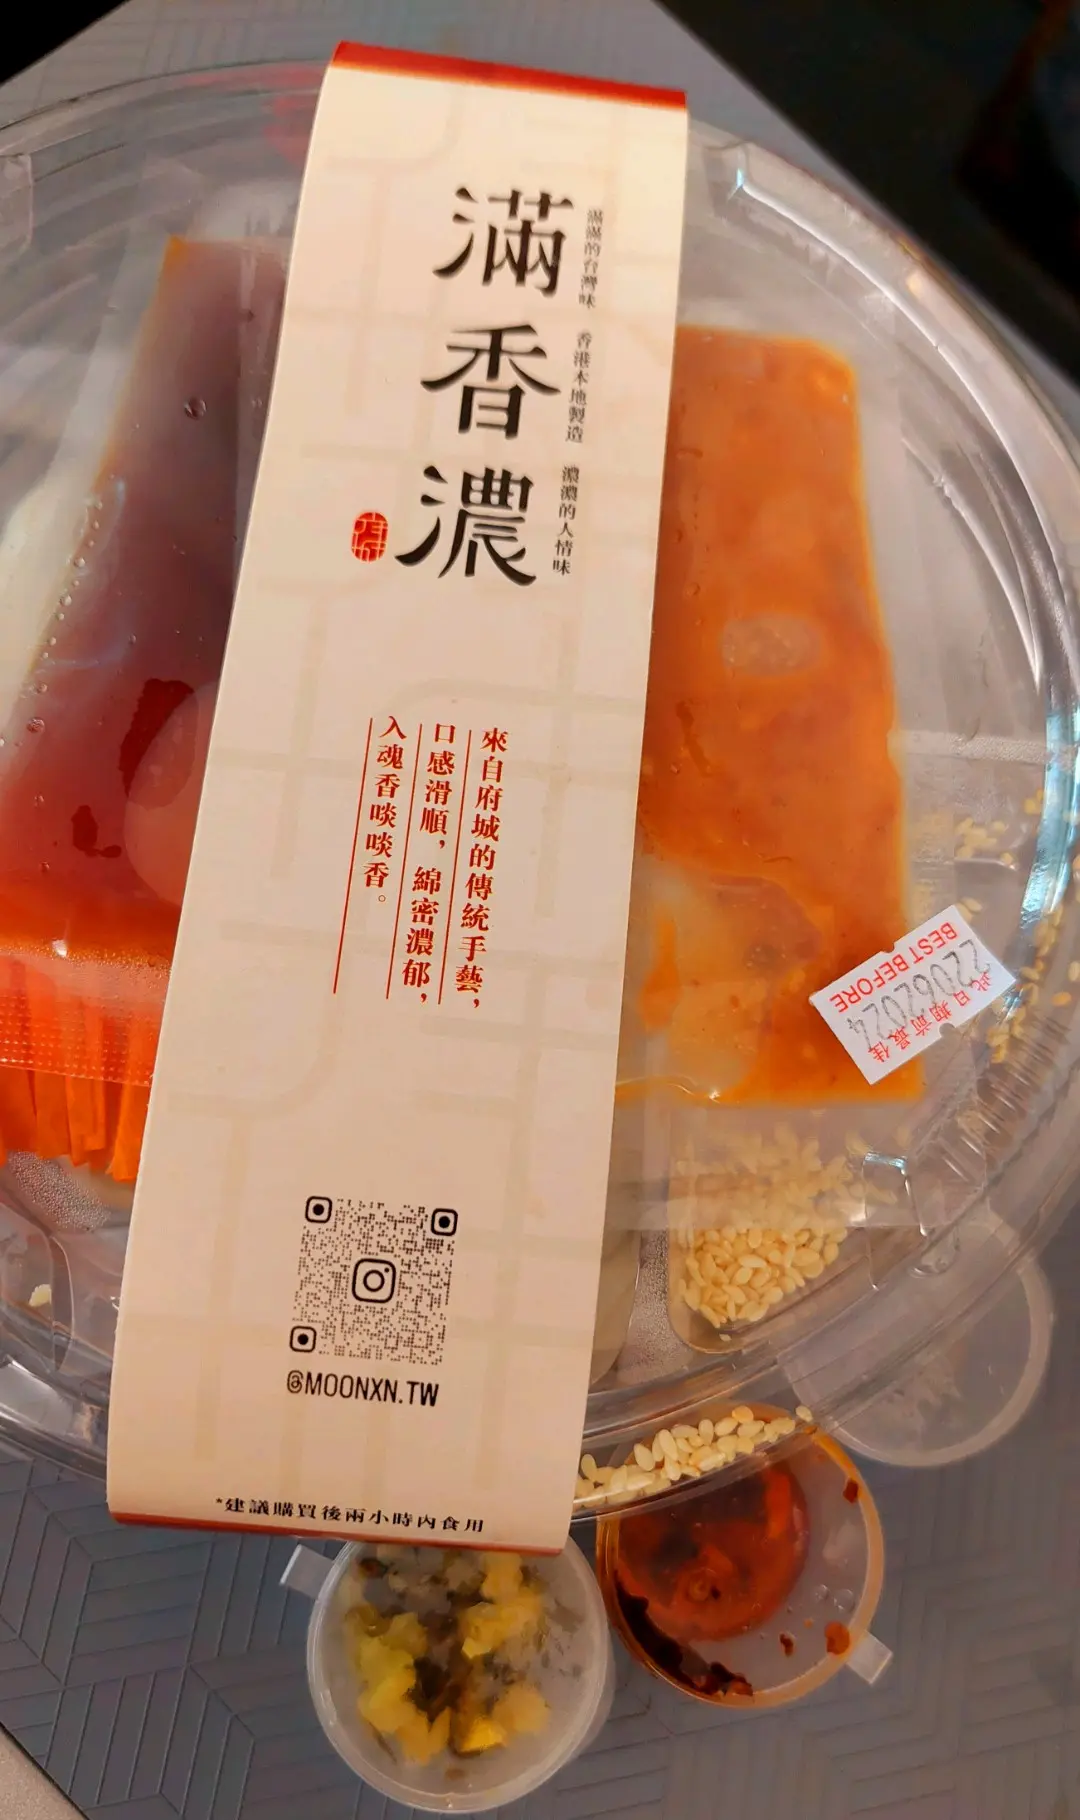 滿香濃
滿滿的台灣味 香港本地製造 濃濃的人情味
來自府城的傳統手藝，
口感滑順，綿密濃郁，
入魂香啖啖香。
@MOONXN.TW
*建議購買後兩小時內食用
此日期前最佳
22062024
BEST BEFORE